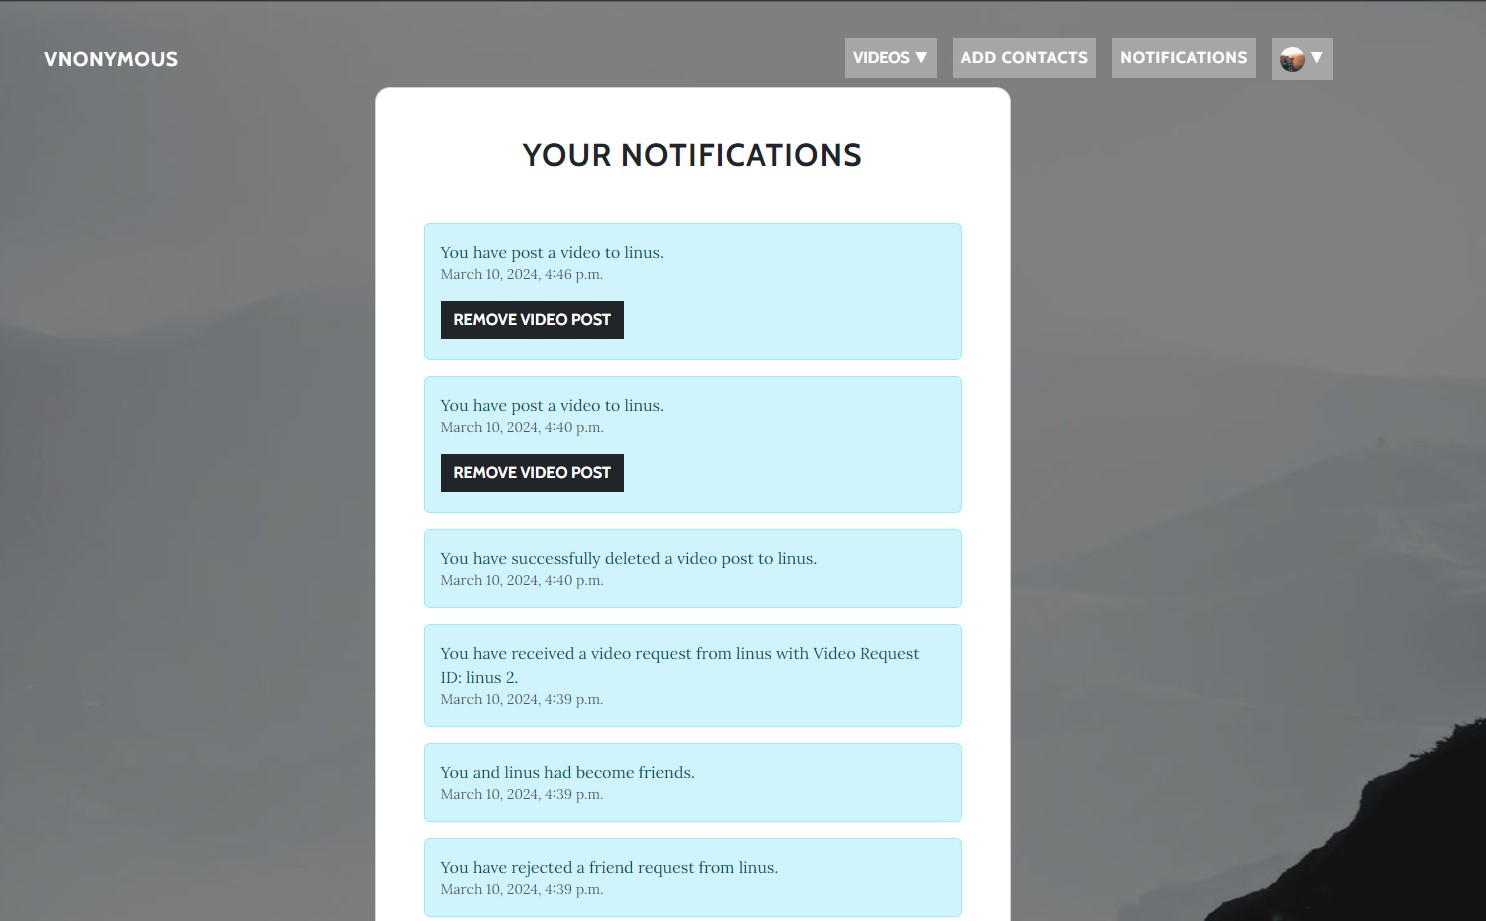 VNONYMOUS
VIDEOS ▼
ADD CONTACTS
NOTIFICATIONS
▼
YOUR NOTIFICATIONS
You have post a video to linus.
March 10, 2024, 4:46 p.m.
REMOVE VIDEO POST
You have post a video to linus.
March 10, 2024, 4:40 p.m.
REMOVE VIDEO POST
You have successfully deleted a video post to linus.
March 10, 2024, 4:40 p.m.
You have received a video request from linus with Video Request
ID: linus 2.
March 10, 2024, 4:39 p.m.
You and linus had become friends.
March 10, 2024, 4:39 p.m.
You have rejected a friend request from linus.
March 10, 2024, 4:39 p.m.